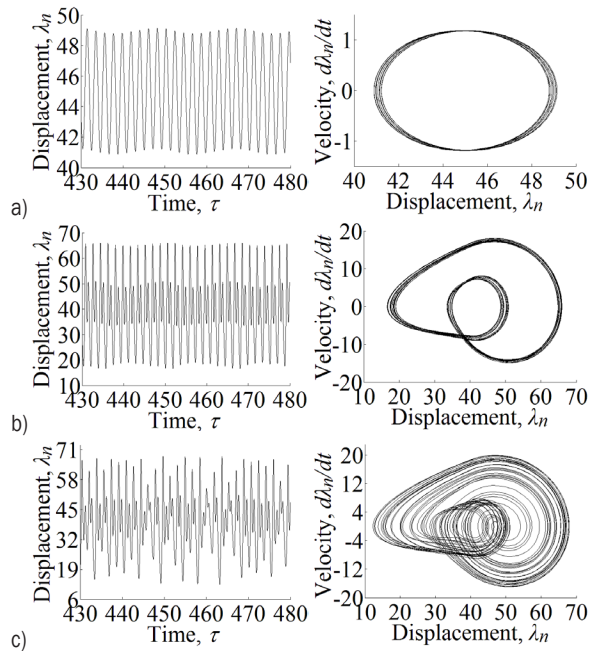 Displacement, λn
50
48
46
44
42
40
430 440 450 460 470 480
Time, τ
Velocity, dλn/dt
1
0
-1
40 42 44 46 48 50
Displacement, λn
a)
Displacement, λn
70
60
50
40
30
20
10
430 440 450 460 470 480
Time, τ
Velocity, dλn/dt
20
10
0
-10
-20
10 20 30 40 50 60 70
Displacement, λn
b)
Displacement, λn
71
58
45
32
19
6
430 440 450 460 470 480
Time, τ
Velocity, dλn/dt
20
12
4
-4
-12
-20
10 20 30 40 50 60 70
Displacement, λn
c)